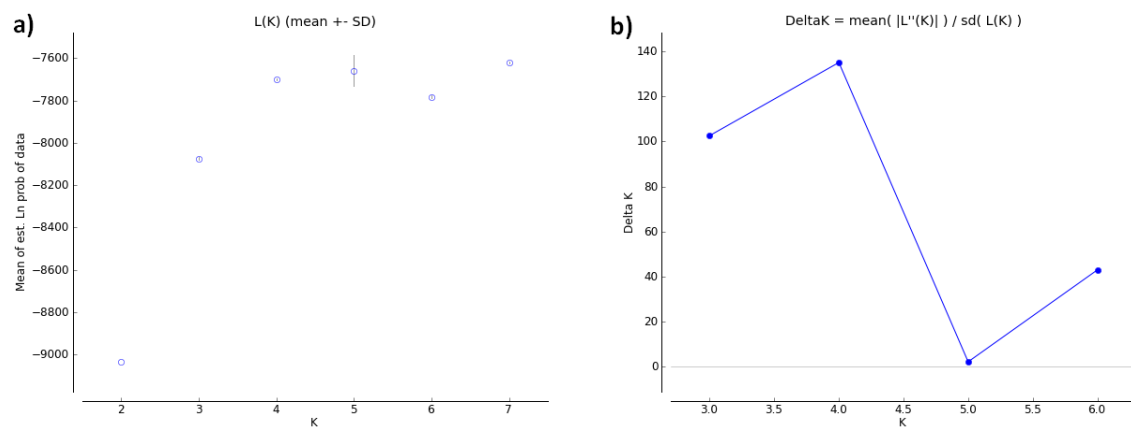 a)
L(K) (mean +- SD)
−7600
−7800
−8000
−8200
−8400
−8600
−8800
−9000
Mean of est. Ln prob of data
2 3 4 5 6 7
K
b)
DeltaK = mean( |L''(K)| ) / sd( L(K) )
140
120
100
80
60
40
20
0
Delta K
3.0 3.5 4.0 4.5 5.0 5.5 6.0
K